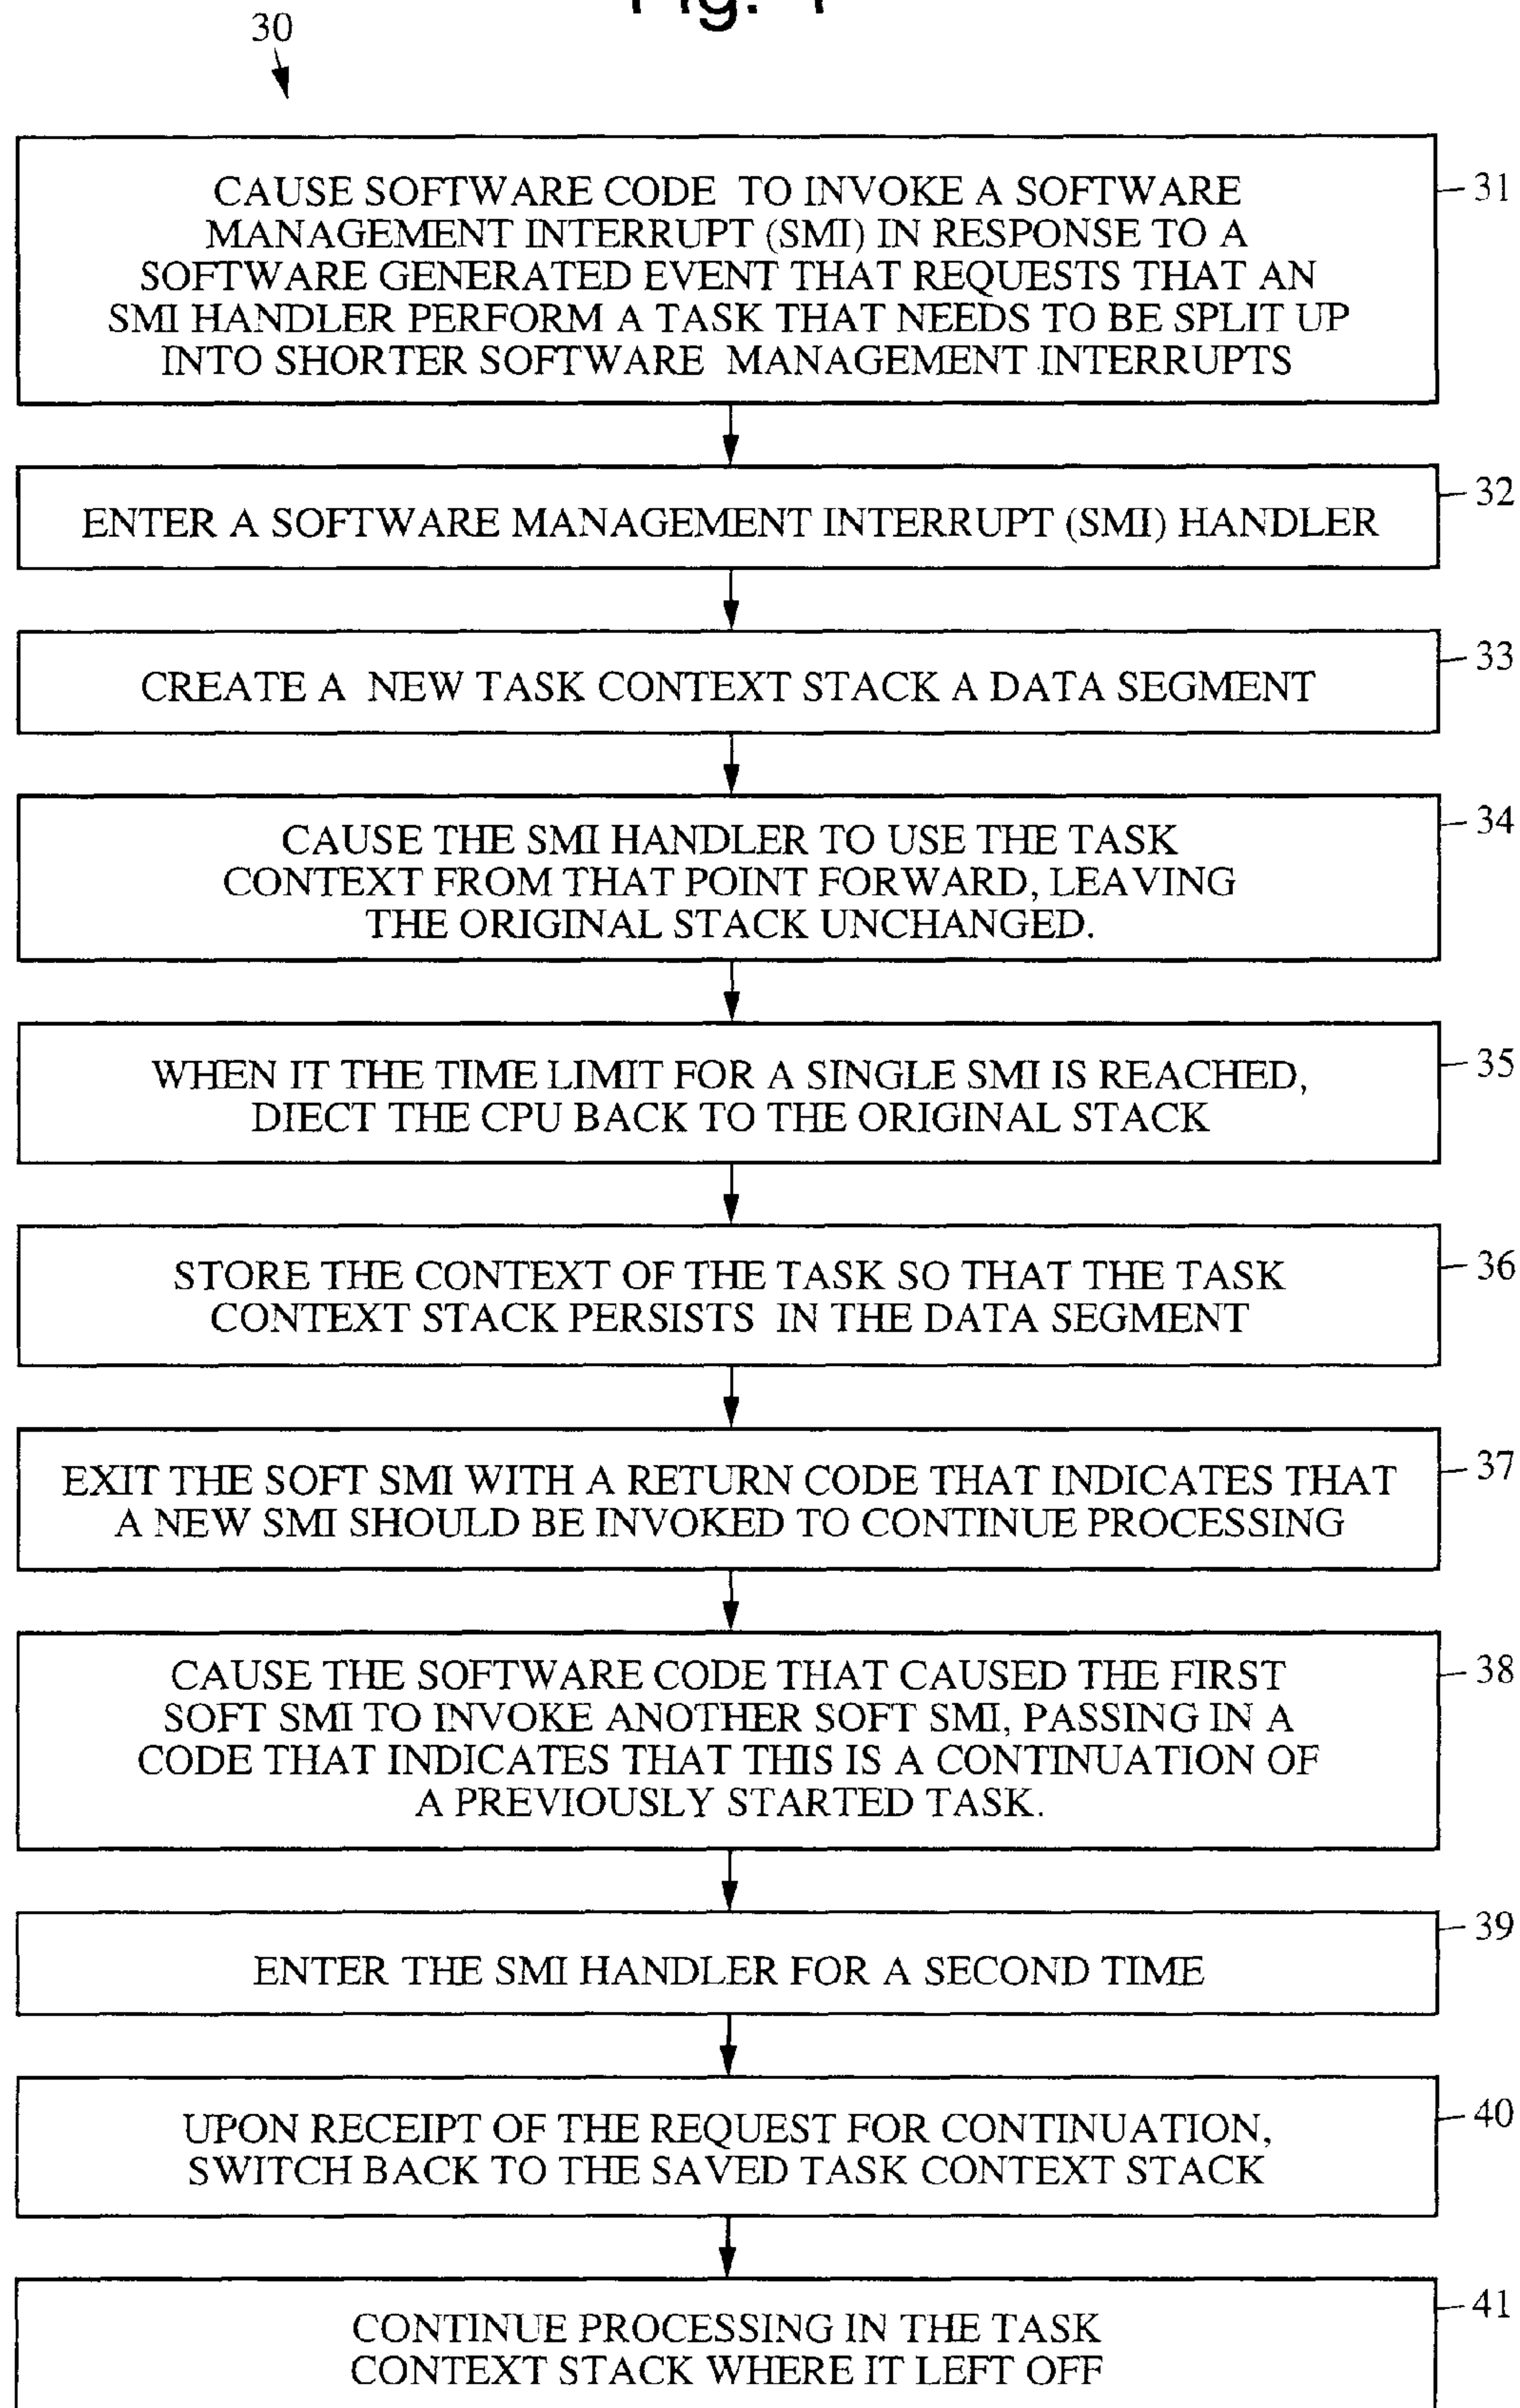 30
CAUSE SOFTWARE CODE TO INVOKE A SOFTWARE
MANAGEMENT INTERRUPT (SMI) IN RESPONSE TO A
SOFTWARE GENERATED EVENT THAT REQUESTS THAT AN
SMI HANDLER PERFORM A TASK THAT NEEDS TO BE SPLIT UP
INTO SHORTER SOFTWARE MANAGEMENT INTERRUPTS
31
ENTER A SOFTWARE MANAGEMENT INTERRUPT (SMI) HANDLER
32
CREATE A NEW TASK CONTEXT STACK A DATA SEGMENT
33
CAUSE THE SMI HANDLER TO USE THE TASK
CONTEXT FROM THAT POINT FORWARD, LEAVING
THE ORIGINAL STACK UNCHANGED.
34
WHEN IT THE TIME LIMIT FOR A SINGLE SMI IS REACHED,
DIECT THE CPU BACK TO THE ORIGINAL STACK
35
STORE THE CONTEXT OF THE TASK SO THAT THE TASK
CONTEXT STACK PERSISTS IN THE DATA SEGMENT
36
EXIT THE SOFT SMI WITH A RETURN CODE THAT INDICATES THAT
A NEW SMI SHOULD BE INVOKED TO CONTINUE PROCESSING
37
CAUSE THE SOFTWARE CODE THAT CAUSED THE FIRST
SOFT SMI TO INVOKE ANOTHER SOFT SMI, PASSING IN A
CODE THAT INDICATES THAT THIS IS A CONTINUATION OF
A PREVIOUSLY STARTED TASK.
38
ENTER THE SMI HANDLER FOR A SECOND TIME
39
UPON RECEIPT OF THE REQUEST FOR CONTINUATION,
SWITCH BACK TO THE SAVED TASK CONTEXT STACK
40
CONTINUE PROCESSING IN THE TASK
CONTEXT STACK WHERE IT LEFT OFF
41